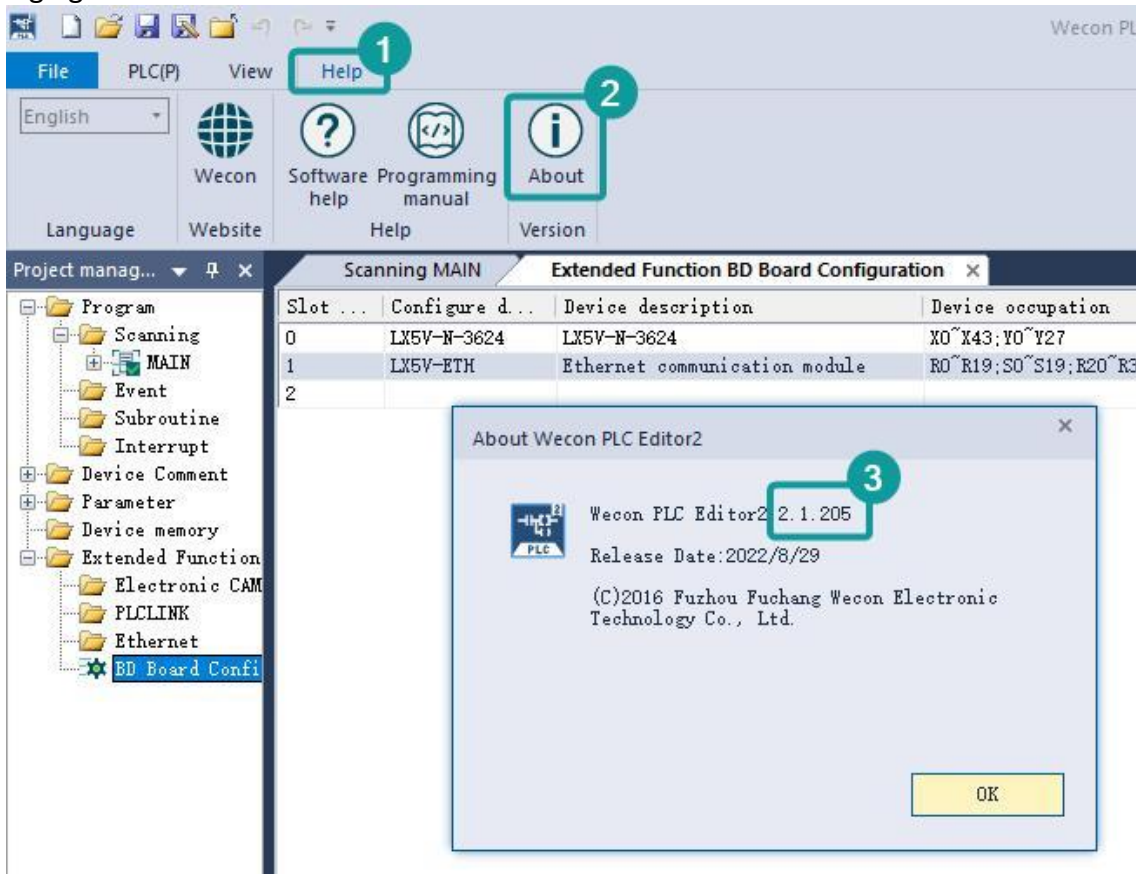 Wecon PL
File PLC(P) View Help
1
2
English
Wecon
Software help
Programming manual
About
Language Website Help Version
Project manag... Scanning MAIN Extended Function BD Board Configuration
Program
Scanning
MAIN
Event
Subroutine
Interrupt
Device Comment
Parameter
Device memory
Extended Function
Electronic CAM
PLCLINK
Ethernet
BD Board Confi
Slot ... Configure d... Device description Device occupation
0 LX5V-N-3624 LX5V-N-3624 X0~X43;Y0~Y27
1 LX5V-ETH Ethernet communication module R0~R19;S0~S19;R20~R3
2
About Wecon PLC Editor2
3
2
PLC
Wecon PLC Editor2 2.1.205
Release Date:2022/8/29
(C)2016 Fuzhou Fuchang Wecon Electronic
Technology Co., Ltd.
OK